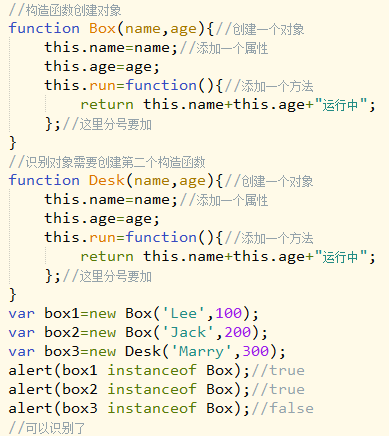 //构造函数创建对象
function Box(name,age){//创建一个对象
    this.name=name;//添加一个属性
    this.age=age;
    this.run=function(){//添加一个方法
        return this.name+this.age+"运行中";
    };//这里分号要加
}
//识别对象需要创建第二个构造函数
function Desk(name,age){//创建一个对象
    this.name=name;//添加一个属性
    this.age=age;
    this.run=function(){//添加一个方法
        return this.name+this.age+"运行中";
    };//这里分号要加
}
var box1=new Box('Lee',100);
var box2=new Box('Jack',200);
var box3=new Desk('Marry',300);
alert(box1 instanceof Box);//true
alert(box2 instanceof Box);//true
alert(box3 instanceof Box);//false
//可以识别了